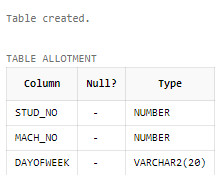 Table created.
TABLE ALLOTMENT
Column Null? Type
STUD_NO - NUMBER
MACH_NO - NUMBER
DAYOFWEEK - VARCHAR2(20)